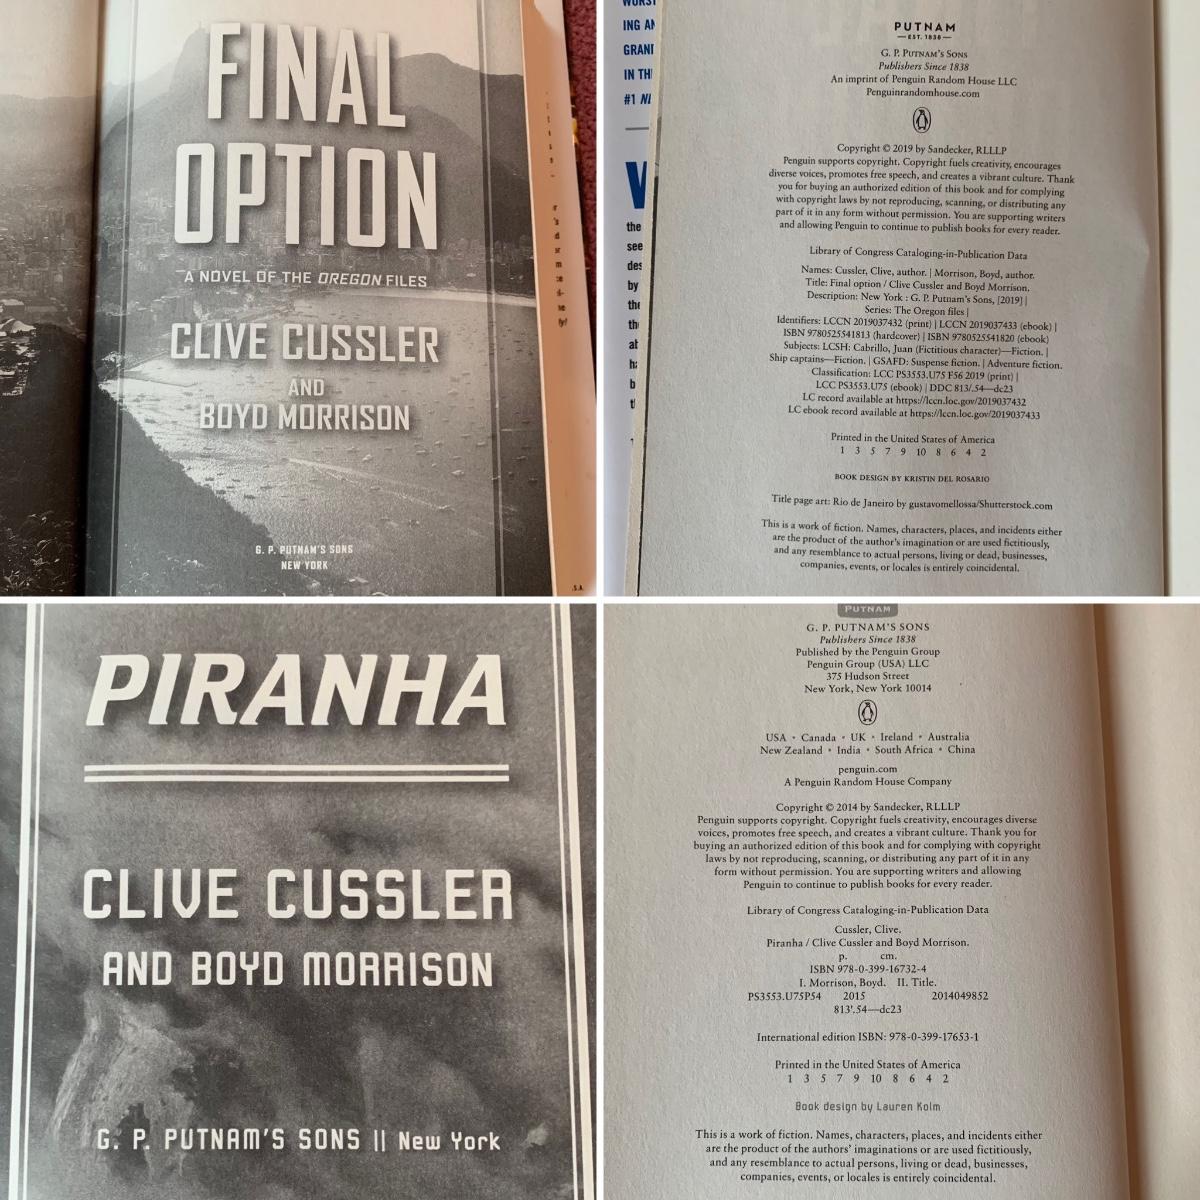 FINAL
OPTION
A NOVEL OF THE OREGON FILES
CLIVE CUSSLER
AND
BOYD MORRISON
G. P. PUTNAM'S SONS
NEW YORK
S.A.
ING AN
GRAND
IN THE
#1 NE
the
see
des
by
the
PUTNAM
—EST. 1838—
G. P. Putnam's Sons
Publishers Since 1838
An imprint of Penguin Random House LLC
Penguinrandomhouse.com
Copyright © 2019 by Sandecker, RLLLP
Penguin supports copyright. Copyright fuels creativity, encourages
diverse voices, promotes free speech, and creates a vibrant culture. Thank
you for buying an authorized edition of this book and for complying
with copyright laws by not reproducing, scanning, or distributing any
part of it in any form without permission. You are supporting writers
and allowing Penguin to continue to publish books for every reader.
Library of Congress Cataloging-in-Publication Data
Names: Cussler, Clive, author. | Morrison, Boyd, author.
Title: Final option / Clive Cussler and Boyd Morrison.
Description: New York : G. P. Putnam's Sons, [2019] |
Series: The Oregon files |
Identifiers: LCCN 2019037432 (print) | LCCN 2019037433 (ebook) |
ISBN 9780525541813 (hardcover) | ISBN 9780525541820 (ebook)
Subjects: LCSH: Cabrillo, Juan (Fictitious character)—Fiction. |
Ship captains—Fiction. | GSAFD: Suspense fiction. | Adventure fiction.
Classification: LCC PS3553.U75 F56 2019 (print) |
LCC PS3553.U75 (ebook) | DDC 813/.54—dc23
LC record available at https://lccn.loc.gov/2019037432
LC ebook record available at https://lccn.loc.gov/2019037433
Printed in the United States of America
1 3 5 7 9 10 8 6 4 2
BOOK DESIGN BY KRISTIN DEL ROSARIO
Title page art: Rio de Janeiro by gustavomellossa/Shutterstock.com
This is a work of fiction. Names, characters, places, and incidents either
are the product of the author's imagination or are used fictitiously,
and any resemblance to actual persons, living or dead, businesses,
companies, events, or locales is entirely coincidental.
PIRANHA
CLIVE CUSSLER
AND BOYD MORRISON
G. P. PUTNAM'S SONS || New York
PUTNAM
G. P. PUTNAM'S SONS
Publishers Since 1838
Published by the Penguin Group
Penguin Group (USA) LLC
375 Hudson Street
New York, New York 10014
USA • Canada • UK • Ireland • Australia
New Zealand • India • South Africa • China
penguin.com
A Penguin Random House Company
Copyright © 2014 by Sandecker, RLLLP
Penguin supports copyright. Copyright fuels creativity, encourages diverse
voices, promotes free speech, and creates a vibrant culture. Thank you for
buying an authorized edition of this book and for complying with copyright
laws by not reproducing, scanning, or distributing any part of it in any
form without permission. You are supporting writers and allowing
Penguin to continue to publish books for every reader.
Library of Congress Cataloging-in-Publication Data
Cussler, Clive.
Piranha / Clive Cussler and Boyd Morrison.
p. cm.
ISBN 978-0-399-16732-4
I. Morrison, Boyd. II. Title.
PS3553.U75P54 2015 2014049852
813'.54—dc23
International edition ISBN: 978-0-399-17653-1
Printed in the United States of America
1 3 5 7 9 10 8 6 4 2
Book design by Lauren Kolm
This is a work of fiction. Names, characters, places, and incidents either
are the product of the authors' imaginations or are used fictitiously,
and any resemblance to actual persons, living or dead, businesses,
companies, events, or locales is entirely coincidental.